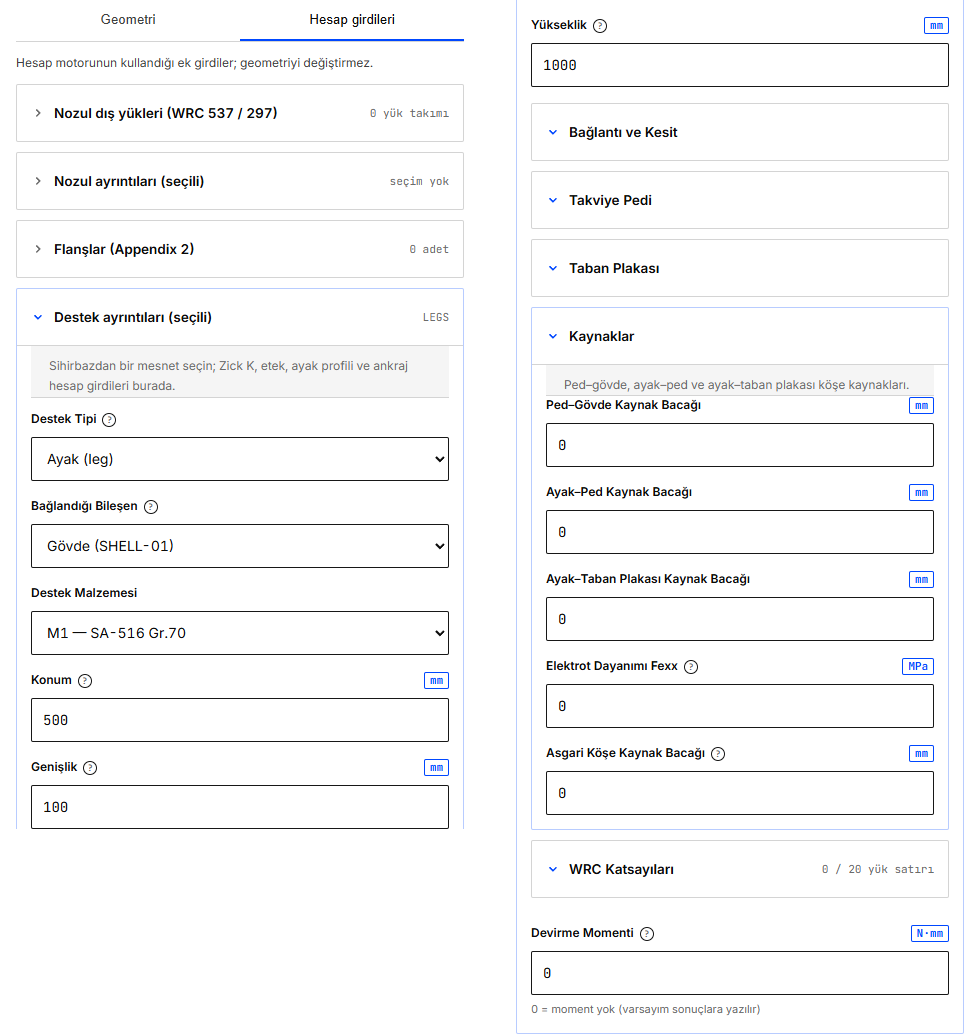 Geometri
Hesap girdileri
Hesap motorunun kullandığı ek girdiler; geometriyi değiştirmez.
Nozul dış yükleri (WRC 537 / 297)
0 yük takımı
Nozul ayrıntıları (seçili)
seçim yok
Flanşlar (Appendix 2)
0 adet
Destek ayrıntıları (seçili)
LEGS
Sihirbazdan bir mesnet seçin; Zick K, etek, ayak profili ve ankraj
hesap girdileri burada.
Destek Tipi ?
Ayak (leg)
Bağlandığı Bileşen ?
Gövde (SHELL-01)
Destek Malzemesi
M1 — SA-516 Gr.70
Konum ?
mm
500
Genişlik ?
mm
100
Yükseklik ?
mm
1000
Bağlantı ve Kesit
Takviye Pedi
Taban Plakası
Kaynaklar
Ped–gövde, ayak–ped ve ayak–taban plakası köşe kaynakları.
Ped–Gövde Kaynak Bacağı
mm
0
Ayak–Ped Kaynak Bacağı
mm
0
Ayak–Taban Plakası Kaynak Bacağı
mm
0
Elektrot Dayanımı Fexx ?
MPa
0
Asgari Köşe Kaynak Bacağı ?
mm
0
WRC Katsayıları
0 / 20 yük satırı
Devirme Momenti ?
N·mm
0
0 = moment yok (varsayım sonuçlara yazılır)